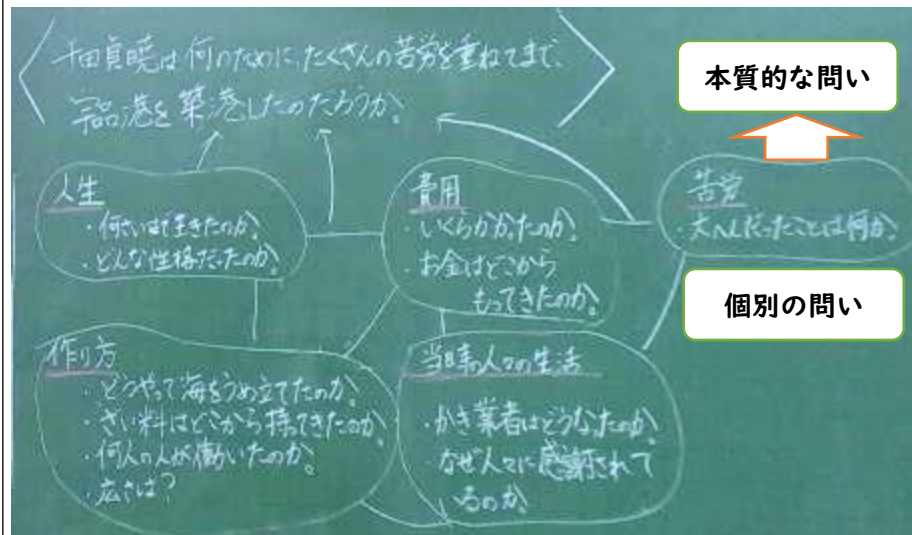 千田貞暁は何のために、たくさんの苦労を重ねてまで、
宇品港を築港したのだろうか。
本質的な問い
人生
・何さいまで生きたのか。
・どんな性格だったのか。
費用
・いくらかかったのか。
・お金はどこから
もってきたのか。
苦労
・大へんだったことは何か。
個別の問い
作り方
・どうやって海をうめ立てたのか。
・ざい料はどこから持ってきたのか。
・何人の人が働いたのか。
・広さは?
当時の人々の生活
・かき業者はどうなったのか。
・なぜ人々に感謝されて
いるのか。